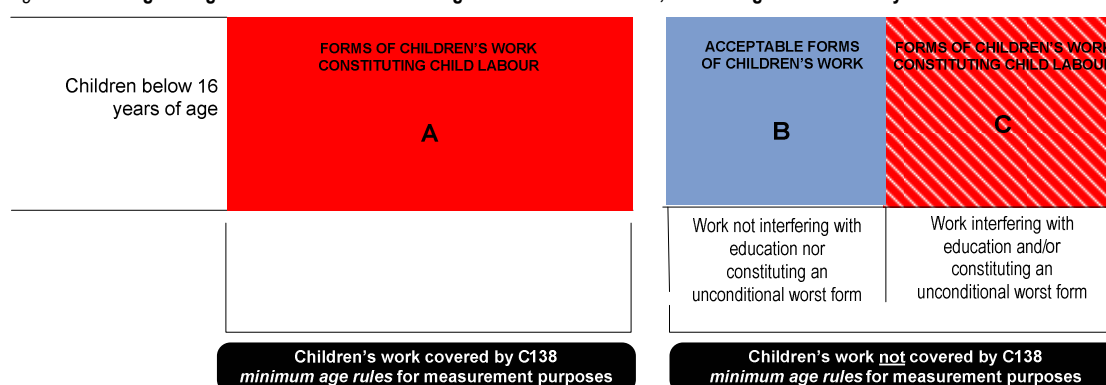 FORMS OF CHILDREN'S WORK
CONSTITUTING CHILD LABOUR
ACCEPTABLE FORMS
OF CHILDREN'S WORK
FORMS OF CHILDREN'S WORK
CONSTITUTING CHILD LABOUR
Children below 16
years of age
A
B
C
Work not interfering with
education nor
constituting an
unconditional worst form
Work interfering with
education and/or
constituting an
unconditional worst form
Children's work covered by C138
minimum age rules for measurement purposes
Children's work not covered by C138
minimum age rules for measurement purposes